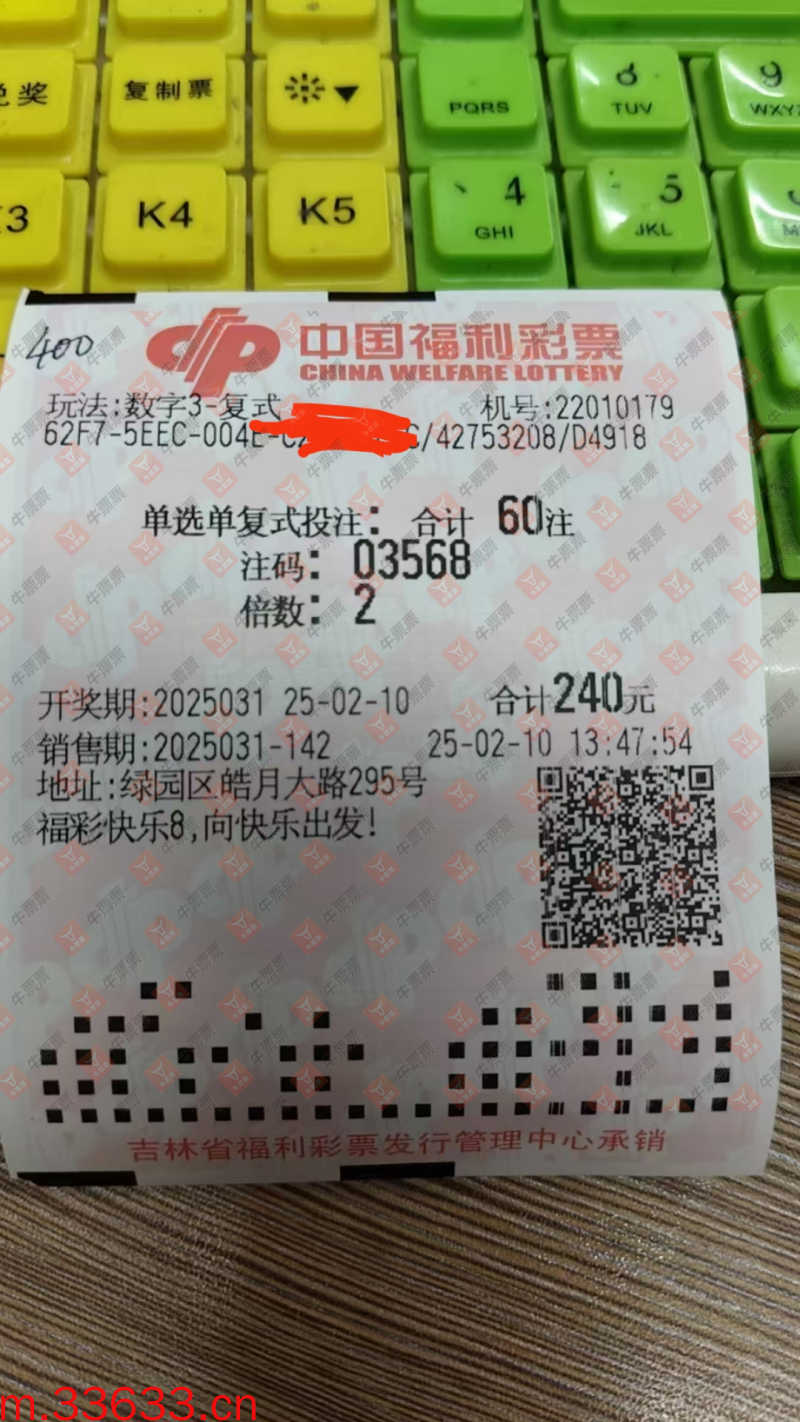 兑奖
复制票
PQRS
TUV
9
K3
K4
K5
4
GHI
5
JKL
400
中国福利彩票
CHINA WELFARE LOTTERY
玩法:数字3-复式
机号:22010179
62F7-5EEC-004E-C
/42753208/D4918
单选单复式投注: 合计 60注
注码: 03568
倍数: 2
开奖期:2025031 25-02-10 合计240元
销售期:2025031-142 25-02-10 13:47:54
地址:绿园区皓月大路295号
福彩快乐8,向快乐出发!
吉林省福利彩票发行管理中心承销
牛票票
m.33633.cn